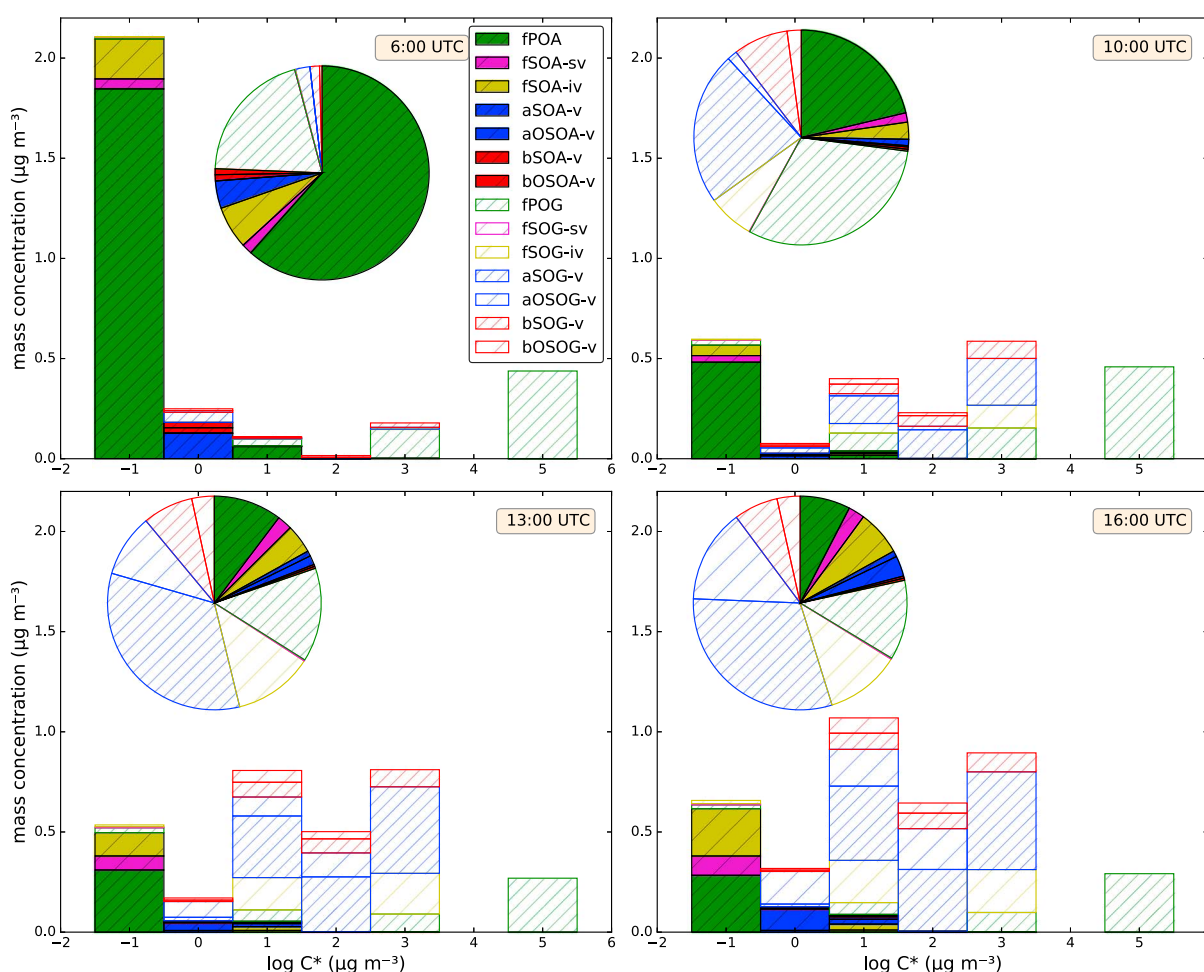 2.0
1.5
1.0
0.5
0.0
mass concentration (μg m⁻³)
6:00 UTC
fPOA
fSOA-sv
fSOA-iv
aSOA-v
aOSOA-v
bSOA-v
bOSOA-v
fPOG
fSOG-sv
fSOG-iv
aSOG-v
aOSOG-v
bSOG-v
bOSOG-v
−2 −1 0 1 2 3 4 5 6
10:00 UTC
2.0
1.5
1.0
0.5
0.0
−2 −1 0 1 2 3 4 5
13:00 UTC
2.0
1.5
1.0
0.5
0.0
mass concentration (μg m⁻³)
−2 −1 0 1 2 3 4 5 6
log C* (μg m⁻³)
16:00 UTC
2.0
1.5
1.0
0.5
0.0
−2 −1 0 1 2 3 4 5
log C* (μg m⁻³)